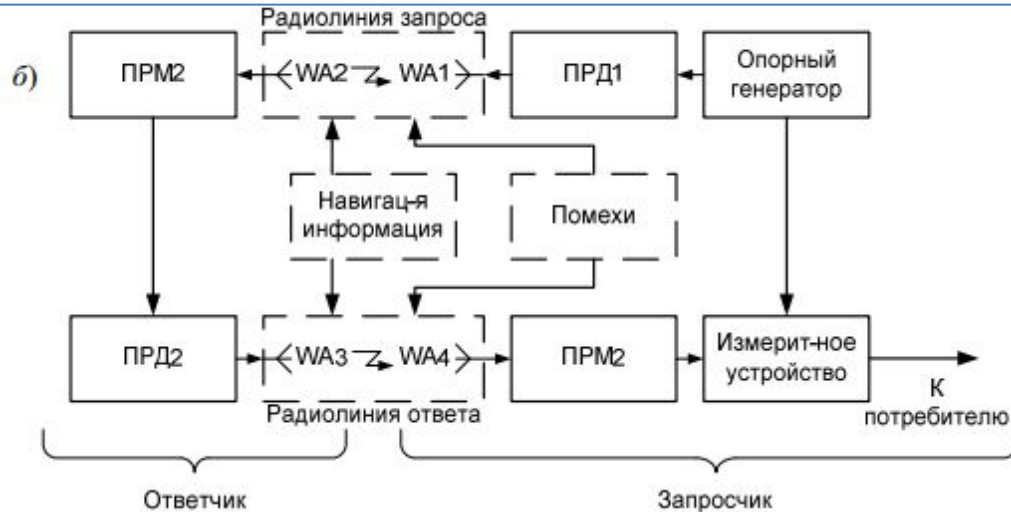 Радиолиния запроса
б)
ПРМ2
WA2
WA1
ПРД1
Опорный
генератор
Навигац-я
информация
Помехи
ПРД2
WA3
WA4
ПРМ2
Измерит-ное
устройство
Радиолиния ответа
К
потребителю
Ответчик
Запросчик